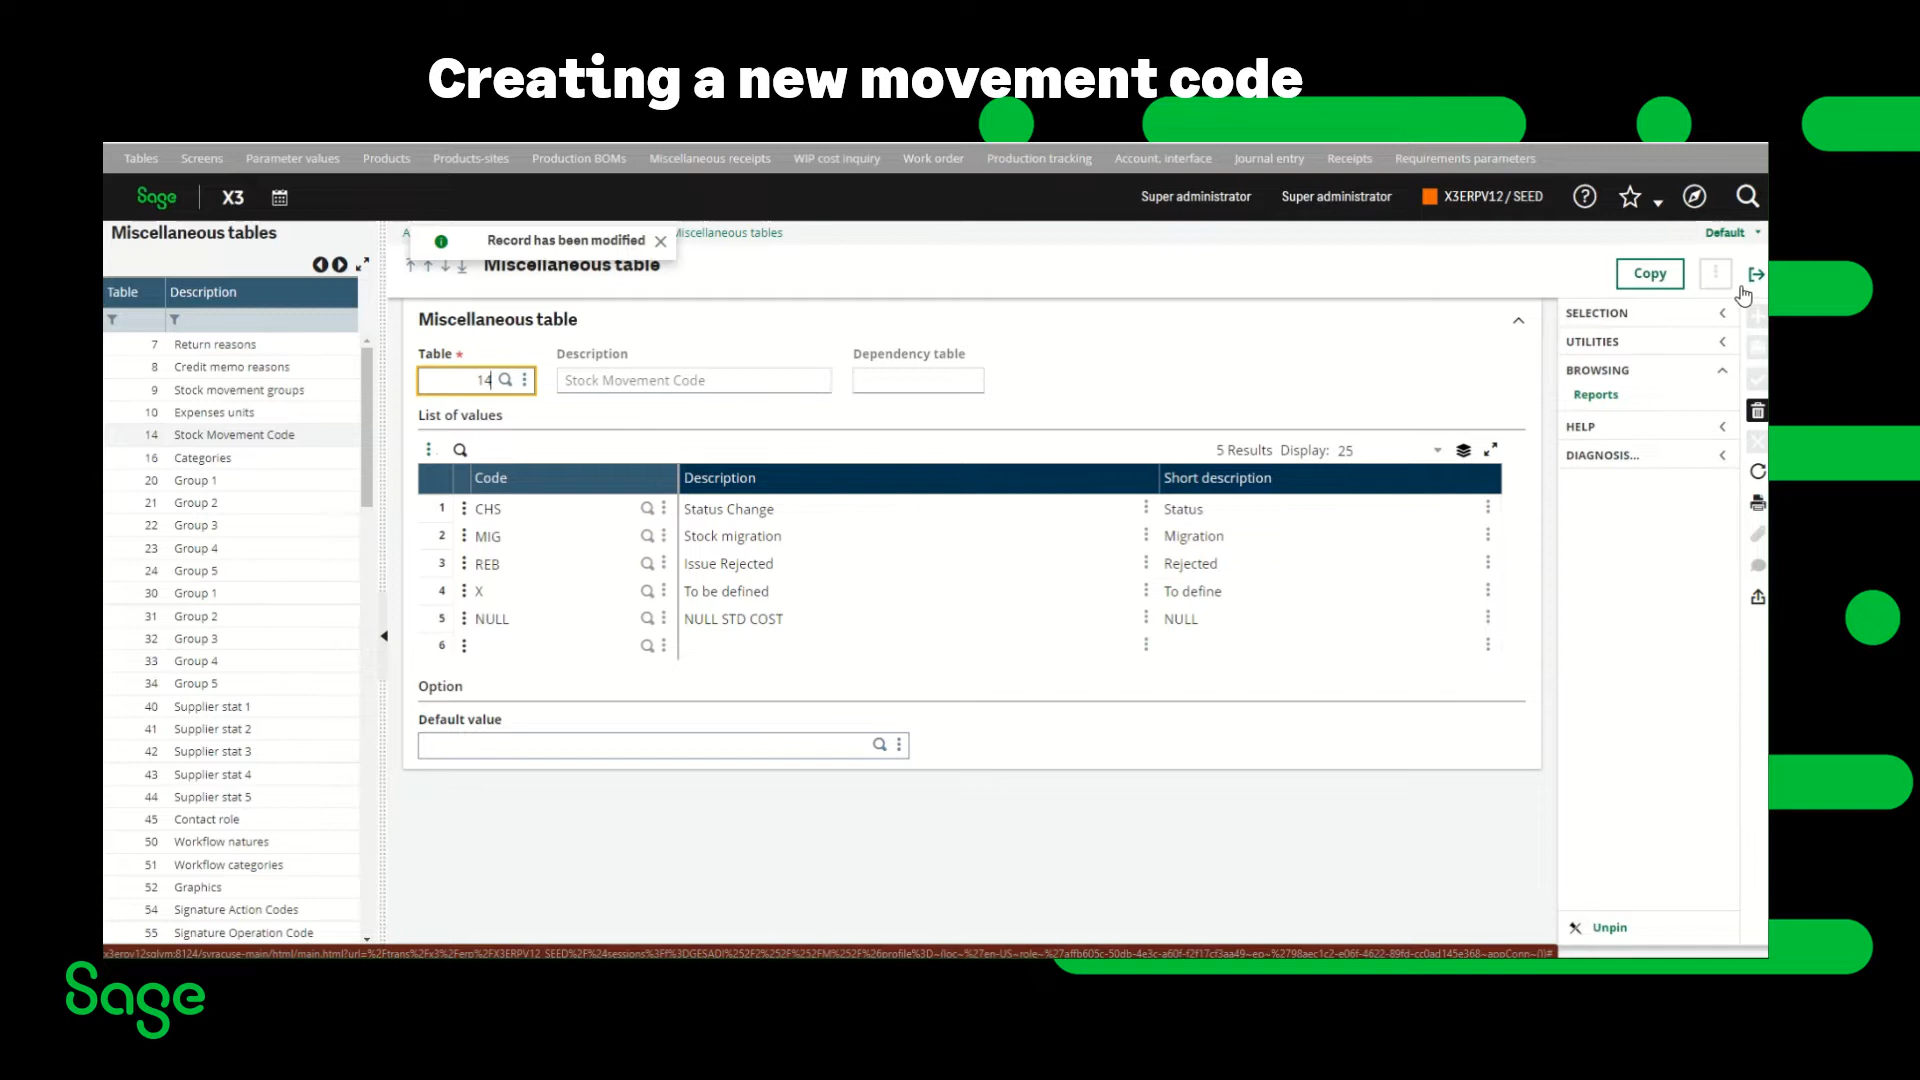 Creating a new movement code
Tables Screens Parameter values Products Products-sites Production BOMs Miscellaneous receipts WIP cost inquiry Work order Production tracking Account. interface Journal entry Receipts Requirements parameters
Sage X3 Super administrator Super administrator X3ERPV12 / SEED
Miscellaneous tables
Record has been modified
Miscellaneous tables
Default
Miscellaneous table
Copy
Table Description
7 Return reasons
8 Credit memo reasons
9 Stock movement groups
10 Expenses units
14 Stock Movement Code
16 Categories
20 Group 1
21 Group 2
22 Group 3
23 Group 4
24 Group 5
30 Group 1
31 Group 2
32 Group 3
33 Group 4
34 Group 5
40 Supplier stat 1
41 Supplier stat 2
42 Supplier stat 3
43 Supplier stat 4
44 Supplier stat 5
45 Contact role
50 Workflow natures
51 Workflow categories
52 Graphics
54 Signature Action Codes
55 Signature Operation Code
Miscellaneous table
Table * Description Dependency table
14 Stock Movement Code
List of values
5 Results Display: 25
Code Description Short description
1 CHS Status Change Status
2 MIG Stock migration Migration
3 REB Issue Rejected Rejected
4 X To be defined To define
5 NULL NULL STD COST NULL
6
Option
Default value
SELECTION
UTILITIES
BROWSING
Reports
HELP
DIAGNOSIS...
Unpin
Sage